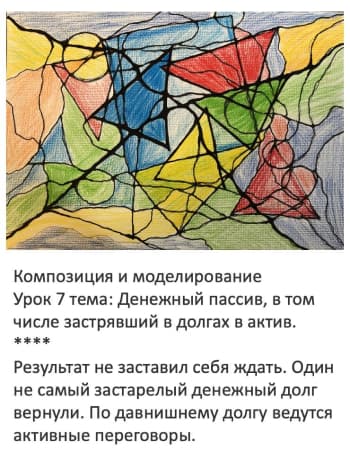 Композиция и моделирование
Урок 7 тема: Денежный пассив, в том
числе застрявший в долгах в актив.
****
Результат не заставил себя ждать. Один
не самый застарелый денежный долг
вернули. По давнишнему долгу ведутся
активные переговоры.